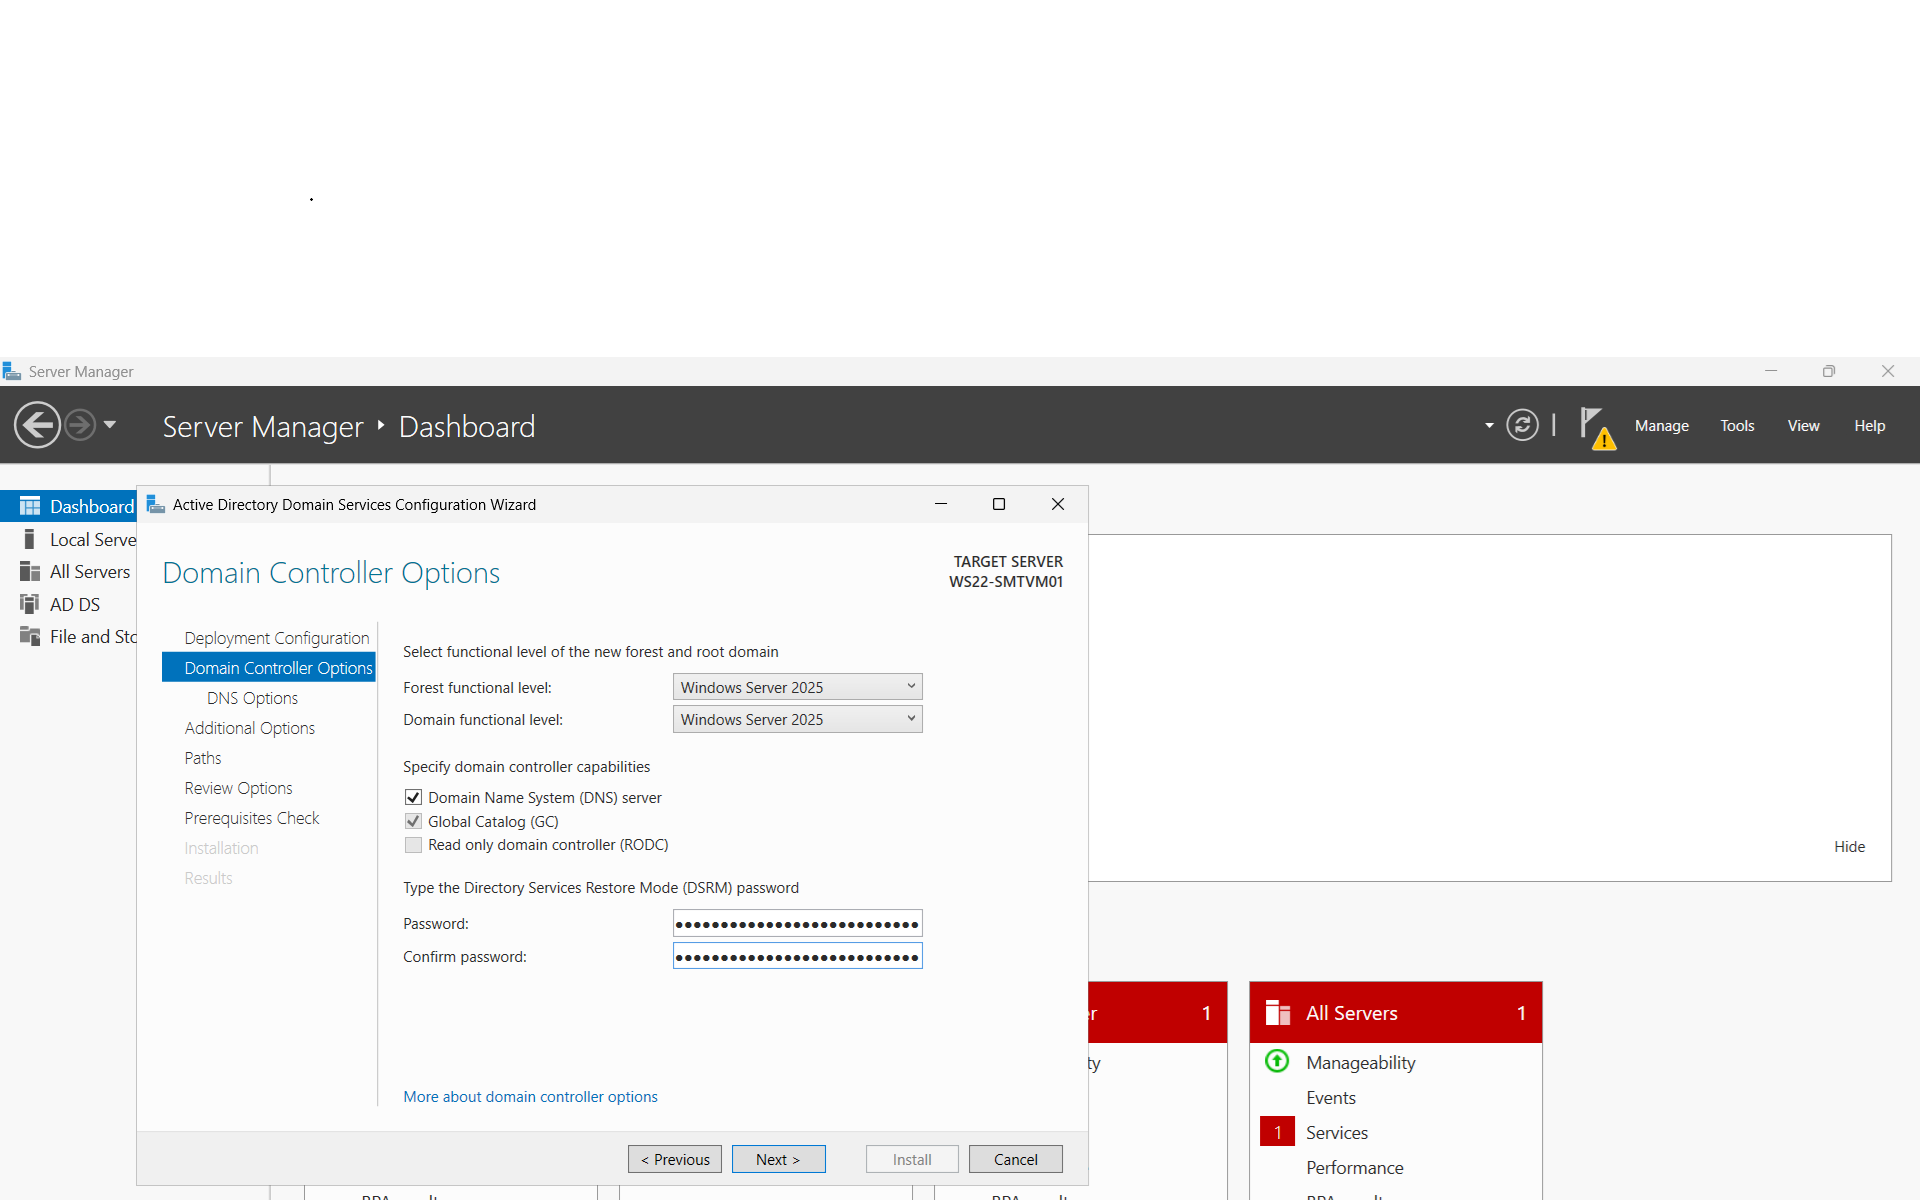 Server Manager
Server Manager ‣ Dashboard
Manage Tools View Help
Dashboard
Local Serve
All Servers
AD DS
File and Sto
Active Directory Domain Services Configuration Wizard
Domain Controller Options
TARGET SERVER
WS22-SMTVM01
Deployment Configuration
Domain Controller Options
DNS Options
Additional Options
Paths
Review Options
Prerequisites Check
Installation
Results
Select functional level of the new forest and root domain
Forest functional level: Windows Server 2025
Domain functional level: Windows Server 2025
Specify domain controller capabilities
Domain Name System (DNS) server
Global Catalog (GC)
Read only domain controller (RODC)
Type the Directory Services Restore Mode (DSRM) password
Password: ●●●●●●●●●●●●●●●●●●●●●●●●●●●
Confirm password: ●●●●●●●●●●●●●●●●●●●●●●●●●●●
More about domain controller options
< Previous Next > Install Cancel
Hide
er 1
ty
All Servers 1
Manageability
Events
1 Services
Performance